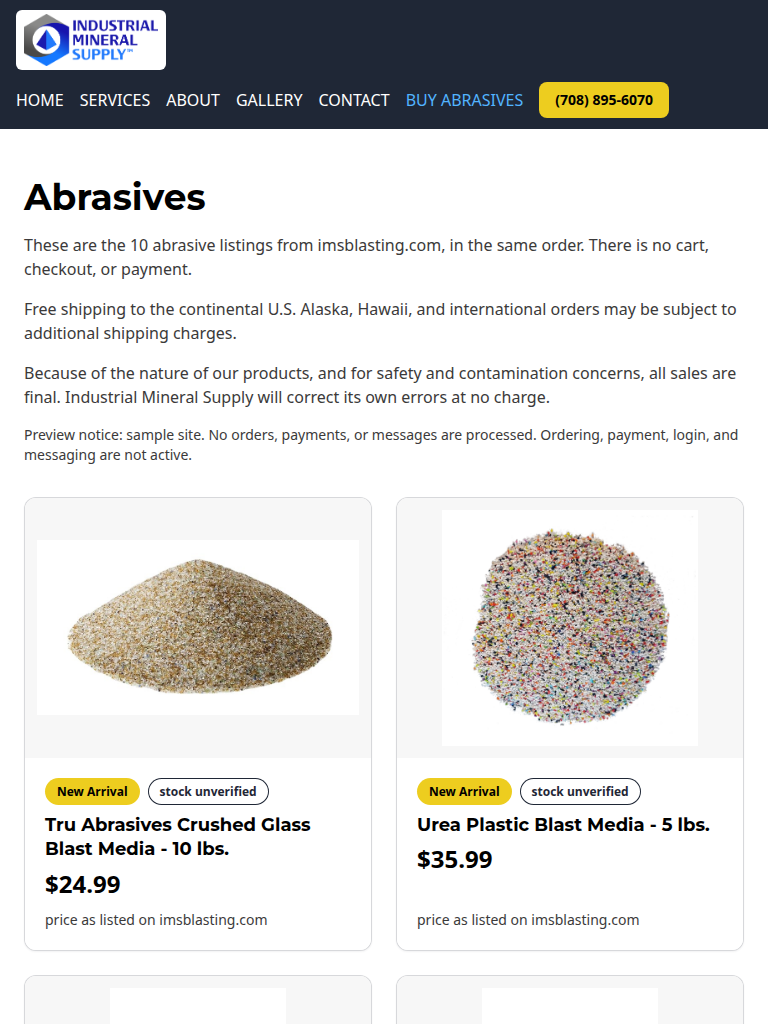 INDUSTRIAL
MINERAL
SUPPLY™
HOME SERVICES ABOUT GALLERY CONTACT BUY ABRASIVES (708) 895-6070
Abrasives
These are the 10 abrasive listings from imsblasting.com, in the same order. There is no cart,
checkout, or payment.
Free shipping to the continental U.S. Alaska, Hawaii, and international orders may be subject to
additional shipping charges.
Because of the nature of our products, and for safety and contamination concerns, all sales are
final. Industrial Mineral Supply will correct its own errors at no charge.
Preview notice: sample site. No orders, payments, or messages are processed. Ordering, payment, login, and
messaging are not active.
New Arrival stock unverified
Tru Abrasives Crushed Glass
Blast Media - 10 lbs.
$24.99
price as listed on imsblasting.com
New Arrival stock unverified
Urea Plastic Blast Media - 5 lbs.
$35.99
price as listed on imsblasting.com